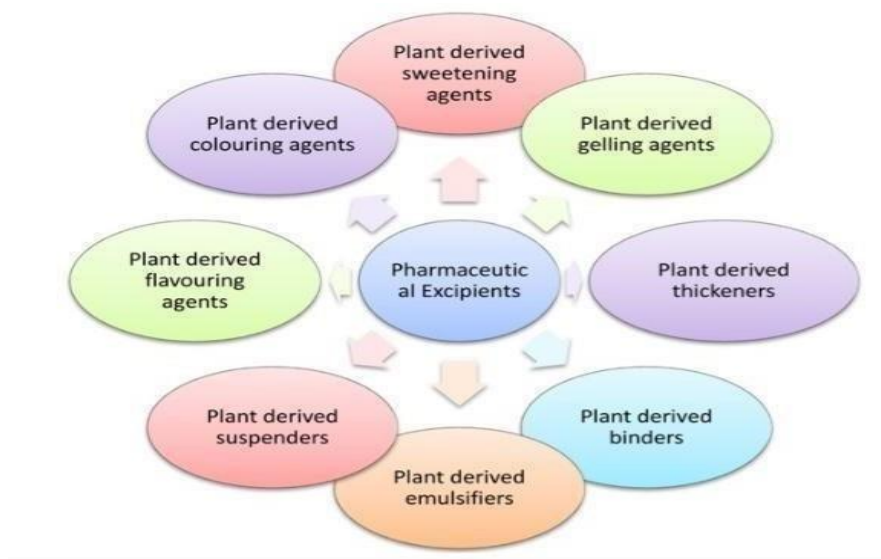 Plant derived
sweetening
agents
Plant derived
gelling agents
Plant derived
thickeners
Plant derived
binders
Plant derived
emulsifiers
Plant derived
suspenders
Plant derived
flavouring
agents
Plant derived
colouring agents
Pharmaceutic
al Excipients